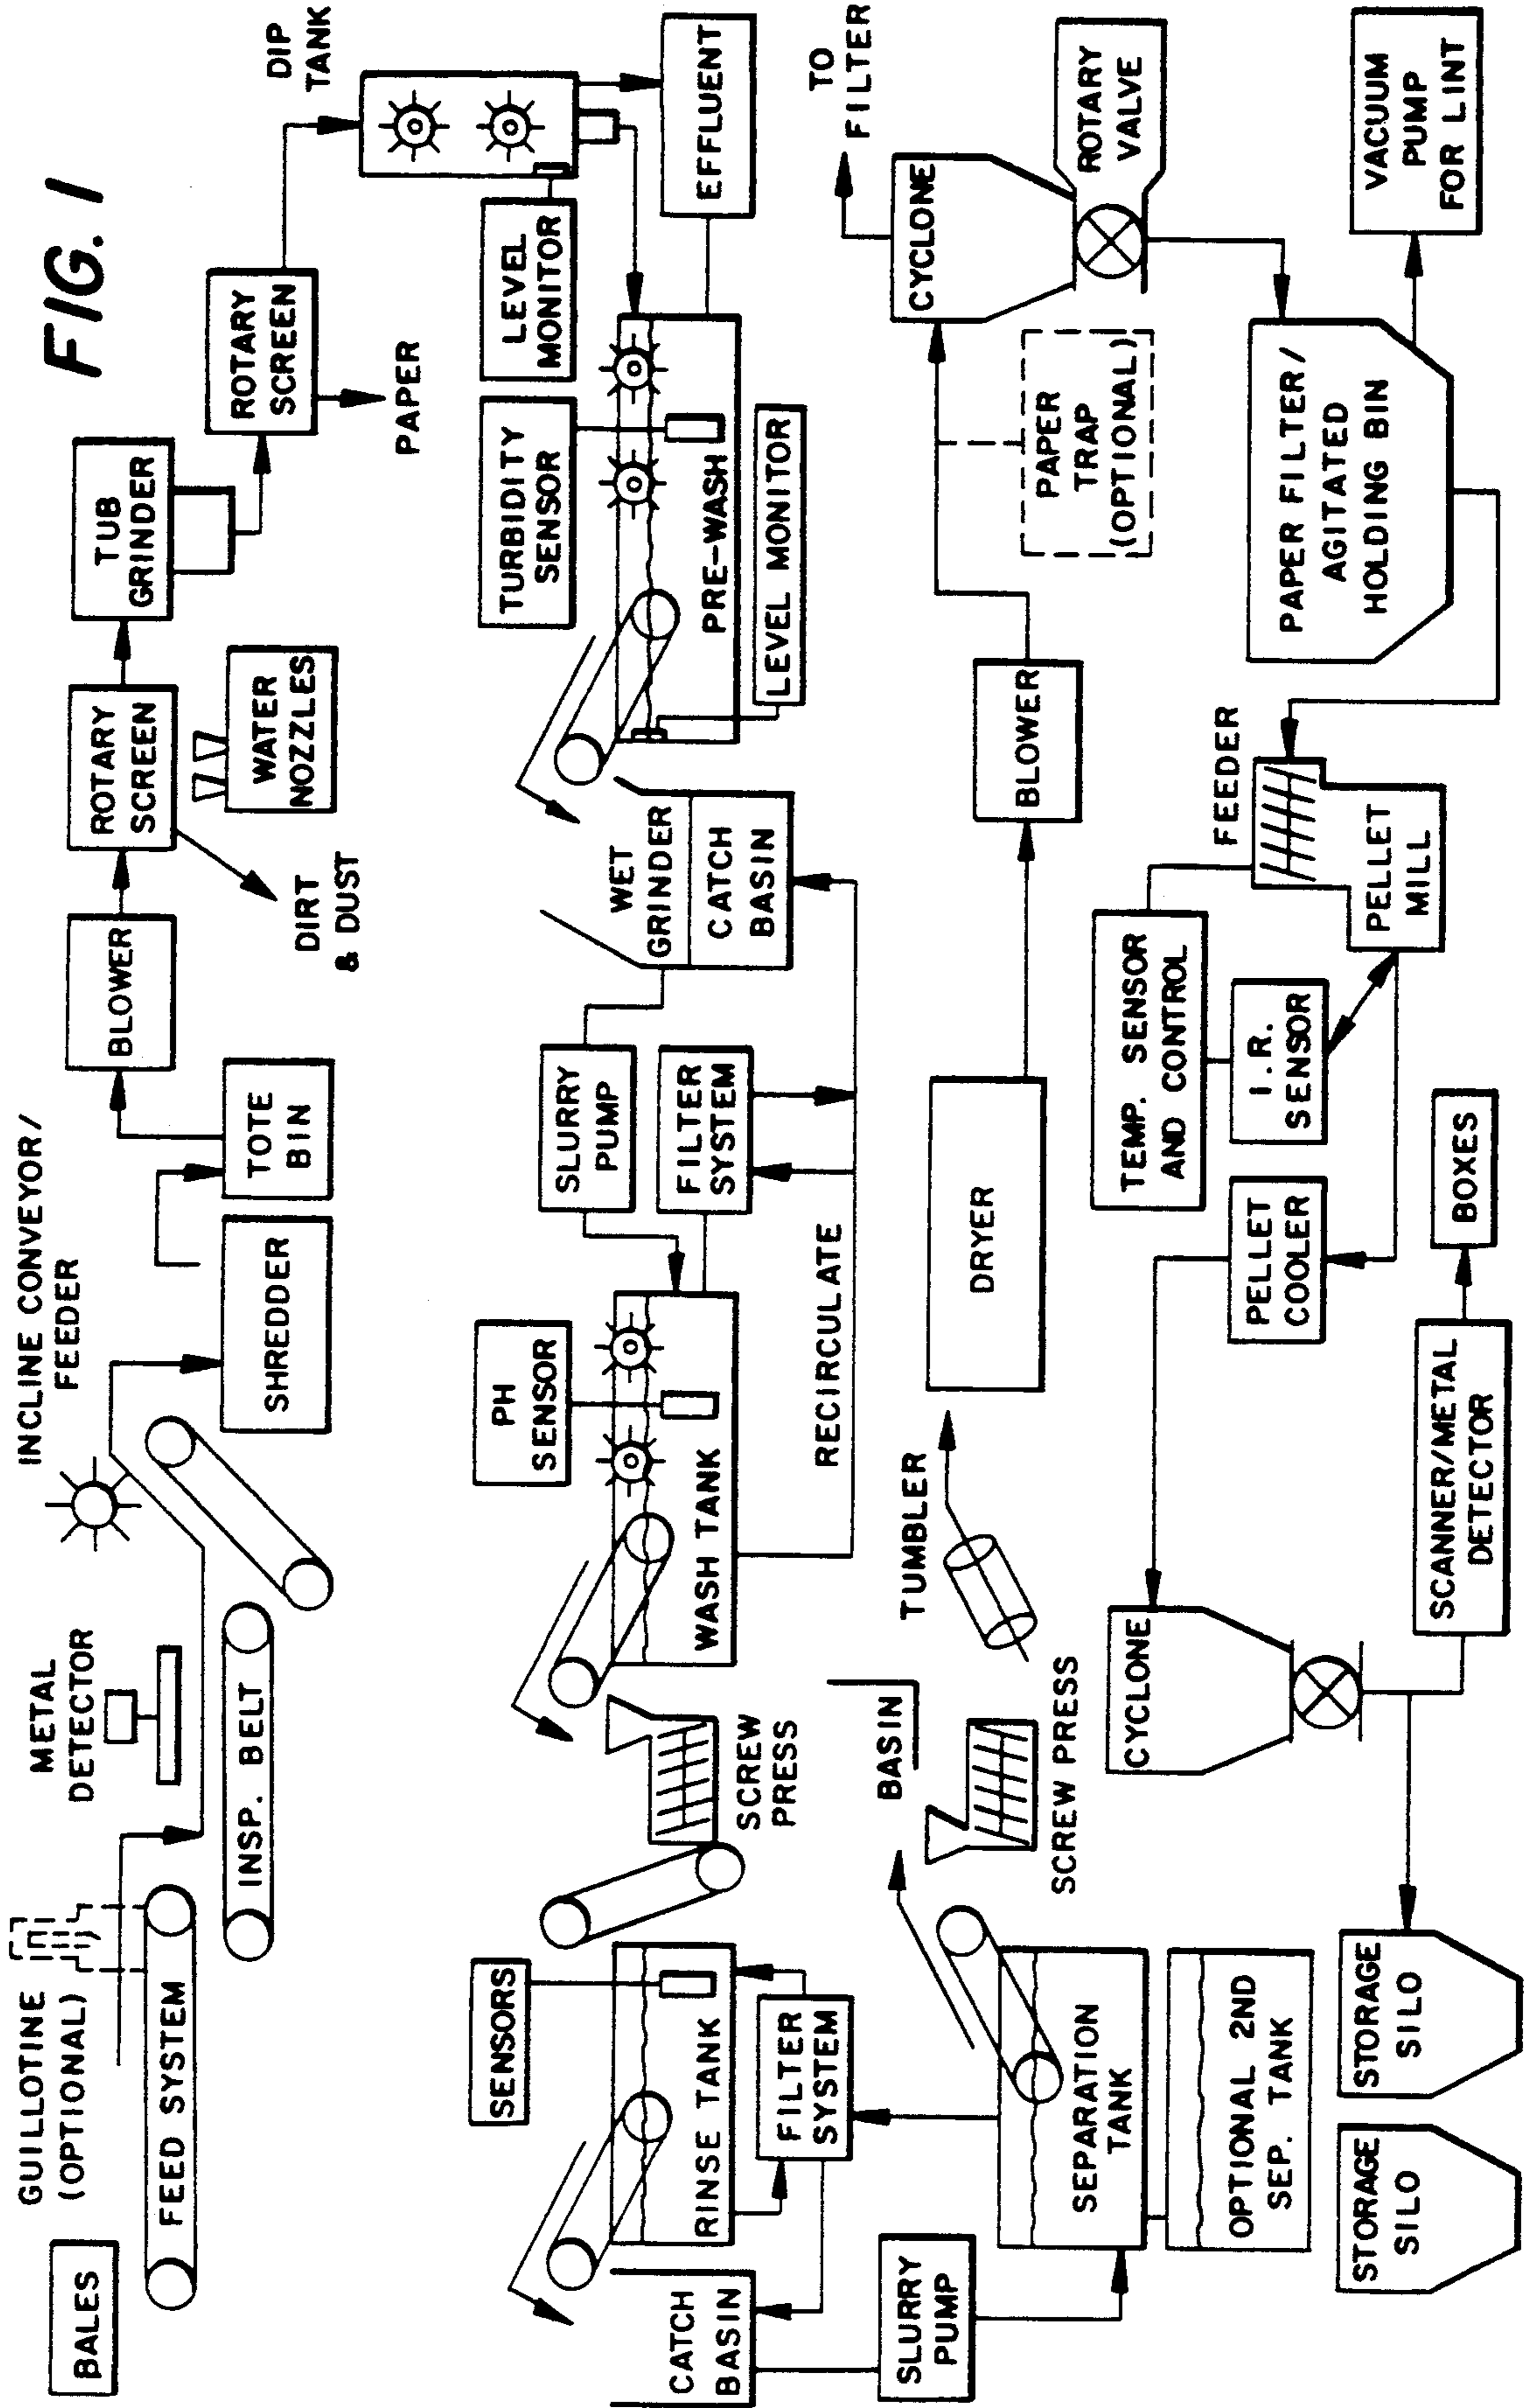 FIG. 1
BALES
GUILLOTINE
(OPTIONAL)
FEED SYSTEM
METAL
DETECTOR
INSP. BELT
INCLINE CONVEYOR/
FEEDER
SHREDDER
TOTE
BIN
BLOWER
ROTARY
SCREEN
DIRT
& DUST
WATER
NOZZLES
TUB
GRINDER
ROTARY
SCREEN
PAPER
DIP
TANK
LEVEL
MONITOR
EFFLUENT
TURBIDITY
SENSOR
PRE-WASH
LEVEL MONITOR
WET
GRINDER
CATCH
BASIN
SLURRY
PUMP
FILTER
SYSTEM
PH
SENSOR
WASH TANK
RECIRCULATE
SCREW
PRESS
SENSORS
RINSE TANK
FILTER
SYSTEM
CATCH
BASIN
SLURRY
PUMP
SEPARATION
TANK
OPTIONAL 2ND
SEP. TANK
BASIN
SCREW PRESS
TUMBLER
DRYER
BLOWER
PAPER
TRAP
(OPTIONAL)
CYCLONE
TO
FILTER
ROTARY
VALVE
PAPER FILTER/
AGITATED
HOLDING BIN
VACUUM
PUMP
FOR LINT
FEEDER
PELLET
MILL
TEMP. SENSOR
AND CONTROL
I.R.
SENSOR
PELLET
COOLER
CYCLONE
SCANNER/METAL
DETECTOR
BOXES
STORAGE
SILO
STORAGE
SILO